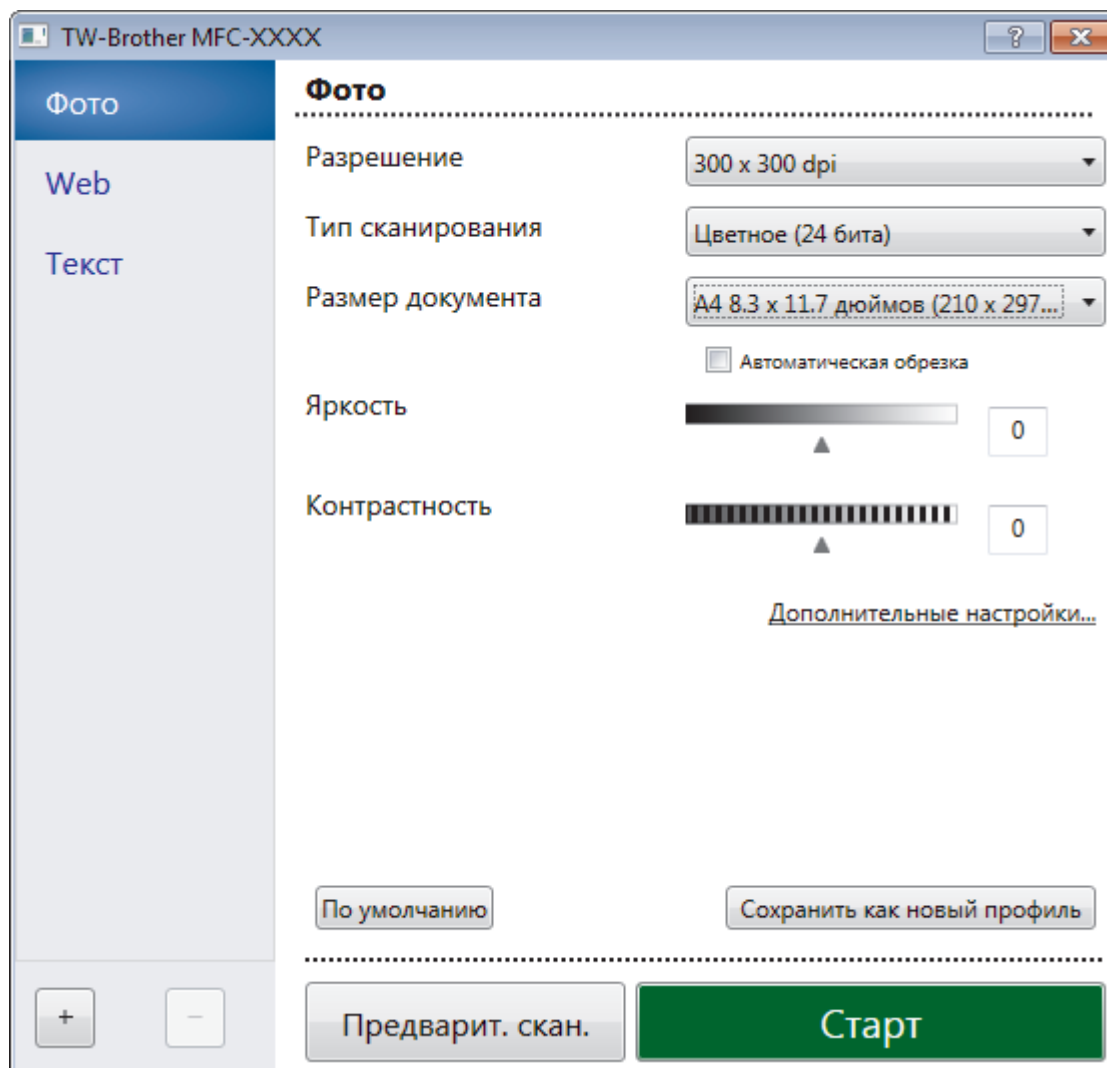 TW-Brother MFC-XXXX
?
Фото
Web
Текст
Фото
Разрешение
300 x 300 dpi
Тип сканирования
Цветное (24 бита)
Размер документа
A4 8.3 x 11.7 дюймов (210 x 297...
Автоматическая обрезка
Яркость
0
Контрастность
0
Дополнительные настройки...
По умолчанию
Сохранить как новый профиль
+
−
Предварит. скан.
Старт